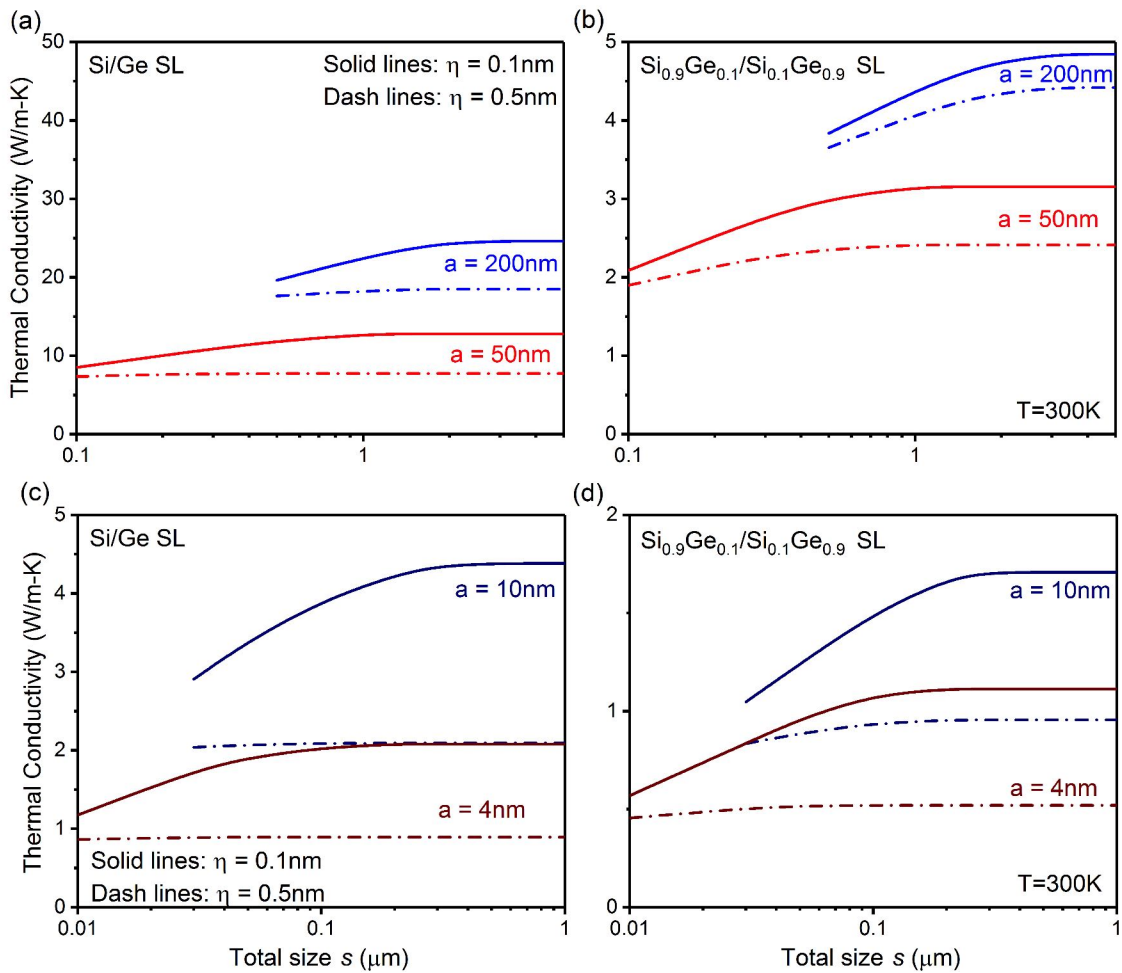 (a)
Si/Ge SL
Solid lines: η = 0.1nm
Dash lines: η = 0.5nm
a = 200nm
a = 50nm
Thermal Conductivity (W/m-K)
50
40
30
20
10
0
0.1
1
(b)
Si0.9Ge0.1/Si0.1Ge0.9 SL
a = 200nm
a = 50nm
T=300K
5
4
3
2
1
0
0.1
1
(c)
Si/Ge SL
a = 10nm
a = 4nm
Solid lines: η = 0.1nm
Dash lines: η = 0.5nm
Thermal Conductivity (W/m-K)
5
4
3
2
1
0
0.01
0.1
1
Total size s (μm)
(d)
Si0.9Ge0.1/Si0.1Ge0.9 SL
a = 10nm
a = 4nm
T=300K
2
1
0
0.01
0.1
1
Total size s (μm)